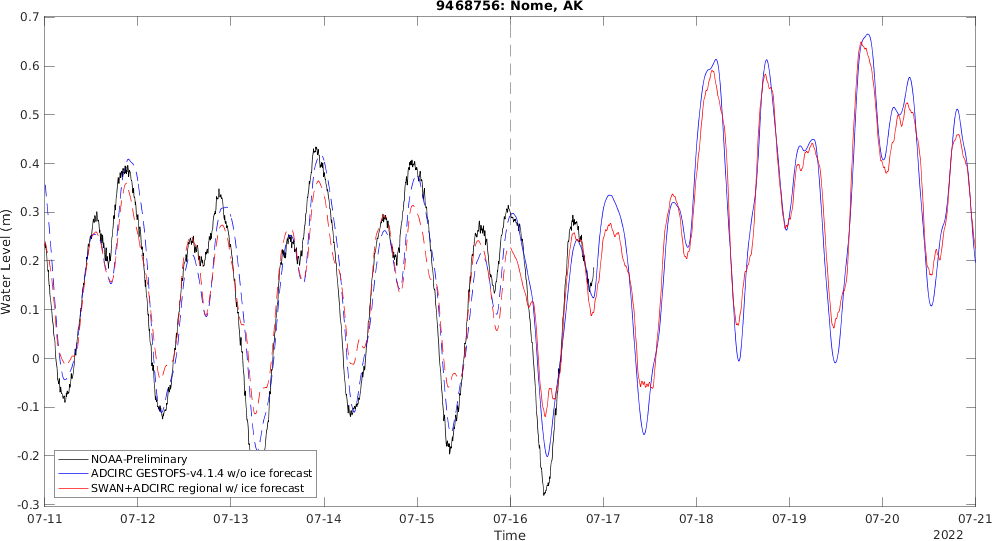 9468756: Nome, AK
0.7
0.6
0.5
0.4
0.3
0.2
0.1
0
-0.1
-0.2
-0.3
Water Level (m)
NOAA-Preliminary
ADCIRC GESTOFS-v4.1.4 w/o ice forecast
SWAN+ADCIRC regional w/ ice forecast
07-11 07-12 07-13 07-14 07-15 07-16 07-17 07-18 07-19 07-20 07-21
Time
2022